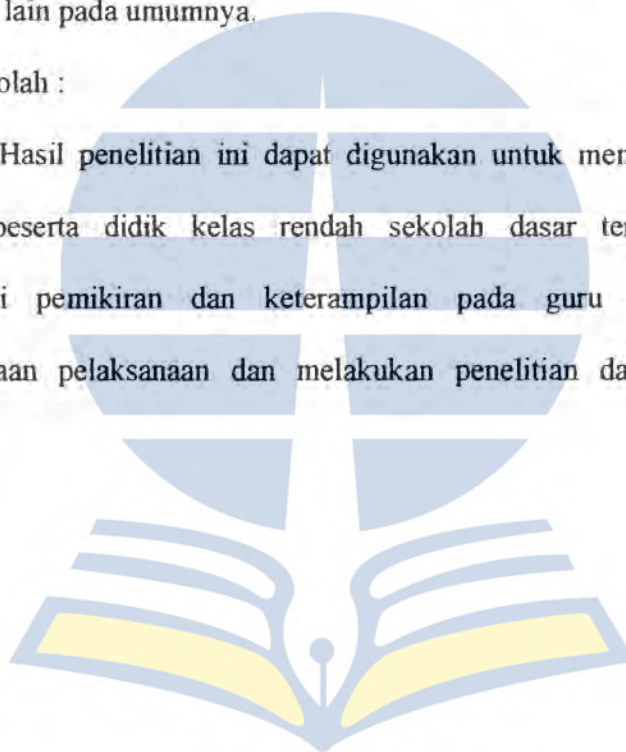 lain pada umumnya.
olah :
Hasil penelitian ini dapat digunakan untuk men
peserta didik kelas rendah sekolah dasar ter
i pemikiran dan keterampilan pada guru
aan pelaksanaan dan melakukan penelitian da